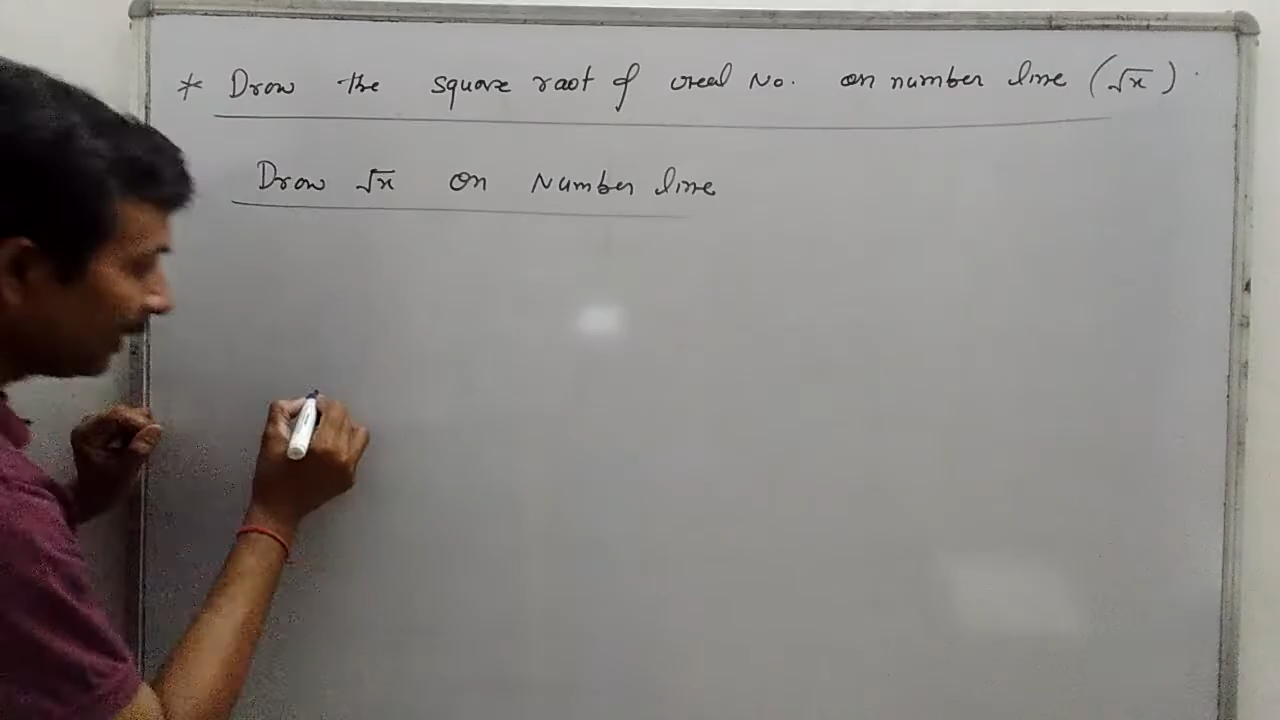 * Drow the square root of real No. on number line (√x).
Drow √x on Number line